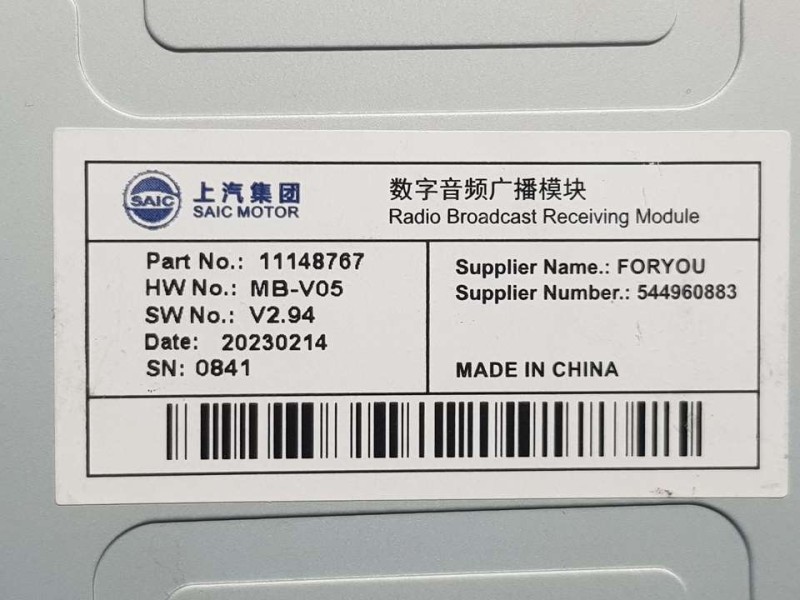 SAIC 上汽集团
SAIC MOTOR
数字音频广播模块
Radio Broadcast Receiving Module
Part No.: 11148767
HW No.: MB-V05
SW No.: V2.94
Date: 20230214
SN: 0841
Supplier Name.: FORYOU
Supplier Number.: 544960883
MADE IN CHINA